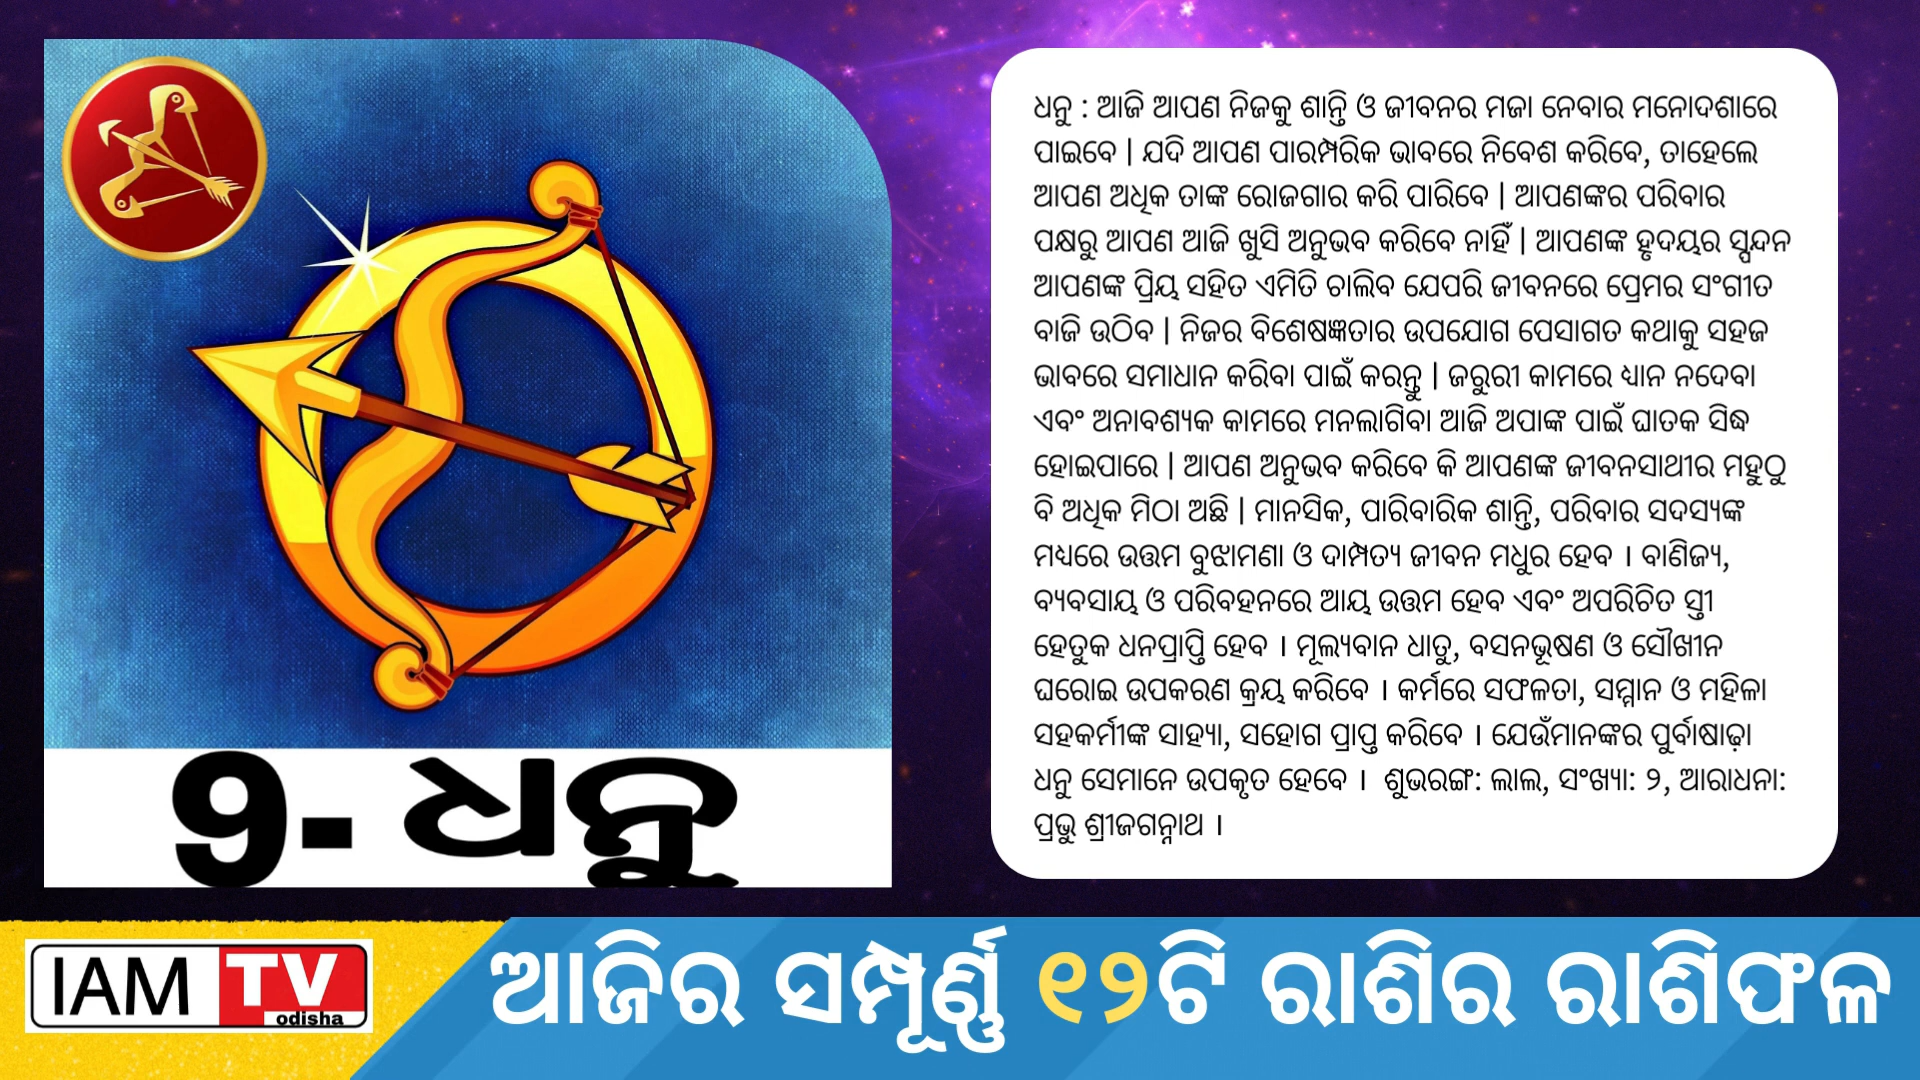 ଧନୁ : ଆଜି ଆପଣ ନିଜକୁ ଶାନ୍ତି ଓ ଜୀବନର ମଜା ନେବାର ମନୋଦଶାରେ
ପାଇବେ | ଯଦି ଆପଣ ପାରମ୍ପରିକ ଭାବରେ ନିବେଶ କରିବେ, ତାହେଲେ
ଆପଣ ଅଧିକ ତାଙ୍କ ରୋଜଗାର କରି ପାରିବେ | ଆପଣଙ୍କର ପରିବାର
ପକ୍ଷରୁ ଆପଣ ଆଜି ଖୁସି ଅନୁଭବ କରିବେ ନାହିଁ | ଆପଣଙ୍କ ହୃଦୟର ସ୍ପନ୍ଦନ
ଆପଣଙ୍କ ପ୍ରିୟ ସହିତ ଏମିତି ଚାଲିବ ଯେପରି ଜୀବନରେ ପ୍ରେମର ସଂଗୀତ
ବାଜି ଉଠିବ | ନିଜର ବିଶେଷଜ୍ଞତାର ଉପଯୋଗ ପେସାଗତ କଥାକୁ ସହଜ
ଭାବରେ ସମାଧାନ କରିବା ପାଇଁ କରନ୍ତୁ | ଜରୁରୀ କାମରେ ଧ୍ୟାନ ନଦେବା
ଏବଂ ଅନାବଶ୍ୟକ କାମରେ ମନଲାଗିବା ଆଜି ଅପାଙ୍କ ପାଇଁ ଘାତକ ସିଦ୍ଧ
ହୋଇପାରେ | ଆପଣ ଅନୁଭବ କରିବେ କି ଆପଣଙ୍କ ଜୀବନସାଥୀର ମହୁଠୁ
ବି ଅଧିକ ମିଠା ଅଛି | ମାନସିକ, ପାରିବାରିକ ଶାନ୍ତି, ପରିବାର ସଦସ୍ୟଙ୍କ
ମଧ୍ୟରେ ଉତ୍ତମ ବୁଝାମଣା ଓ ଦାମ୍ପତ୍ୟ ଜୀବନ ମଧୁର ହେବ । ବାଣିଜ୍ୟ,
ବ୍ୟବସାୟ ଓ ପରିବହନରେ ଆୟ ଉତ୍ତମ ହେବ ଏବଂ ଅପରିଚିତ ସ୍ତ୍ରୀ
ହେତୁକ ଧନପ୍ରାପ୍ତି ହେବ । ମୂଲ୍ୟବାନ ଧାତୁ, ବସନଭୂଷଣ ଓ ସୌଖୀନ
ଘରୋଇ ଉପକରଣ କ୍ରୟ କରିବେ । କର୍ମରେ ସଫଳତା, ସମ୍ମାନ ଓ ମହିଳା
ସହକର୍ମୀଙ୍କ ସାହ୍ୟା, ସହୋଗ ପ୍ରାପ୍ତ କରିବେ । ଯେଉଁମାନଙ୍କର ପୁର୍ବାଷାଢ଼ା
ଧନୁ ସେମାନେ ଉପକୃତ ହେବେ । ଶୁଭରଙ୍ଗ: ଲାଲ, ସଂଖ୍ୟା: ୨, ଆରାଧନା:
ପ୍ରଭୁ ଶ୍ରୀଜଗନ୍ନାଥ ।
9- ଧନୁ
IAM TV
odisha
ଆଜିର ସମ୍ପୂର୍ଣ୍ଣ ୧୨ଟି ରାଶିର ରାଶିଫଳ